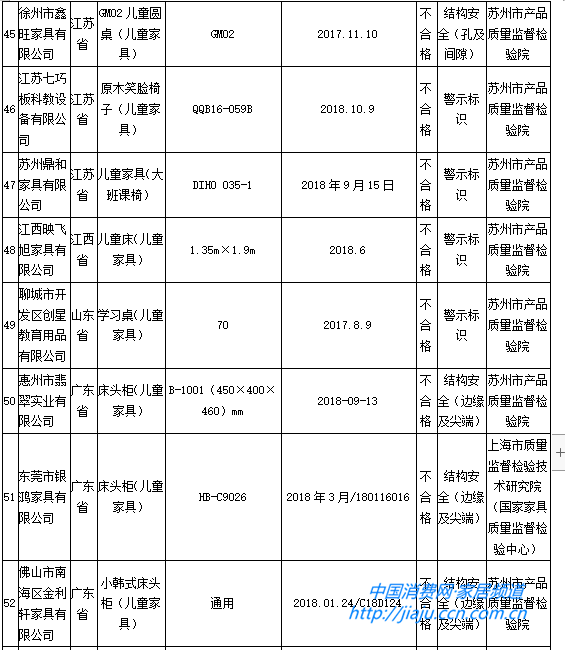 45 徐州市鑫旺家具有限公司 江苏省 GM02儿童圆桌（儿童家具） GM02 2017.11.10 不合格 结构安全（孔及间隙） 苏州市产品质量监督检验院
46 江苏七巧板科教设备有限公司 江苏省 原木笑脸椅子（儿童家具） QQB16-059B 2018.10.9 不合格 警示标识 苏州市产品质量监督检验院
47 苏州鼎和家具有限公司 江苏省 儿童家具(大班课椅) DIHO 035-1 2018年9月15日 不合格 警示标识 苏州市产品质量监督检验院
48 江西映飞旭家具有限公司 江西省 儿童床(儿童家具) 1.35m×1.9m 2018.6 不合格 警示标识 苏州市产品质量监督检验院
49 聊城市开发区创星教育用品有限公司 山东省 学习桌(儿童家具) 70 2017.8.9 不合格 警示标识 苏州市产品质量监督检验院
50 惠州市翡翠实业有限公司 广东省 床头柜(儿童家具) B-1001（450×400×460）mm 2018-09-13 不合格 结构安全（边缘及尖端） 苏州市产品质量监督检验院
51 东莞市银鸿家具有限公司 广东省 床头柜(儿童家具) HB-C9026 2018年3月/180116016 不合格 结构安全（边缘及尖端） 上海市质量监督检验技术研究院（国家家具质量监督检验中心）
52 佛山市南海区金利轩家具有限公司 广东省 小韩式床头柜（儿童家具） 通用 2018.01.24/C18D124 不合格 结构安全（边缘及尖端） 苏州市产品质量监督检验院
中国消费网·家居频道
http://jiaju.ccn.com.cn